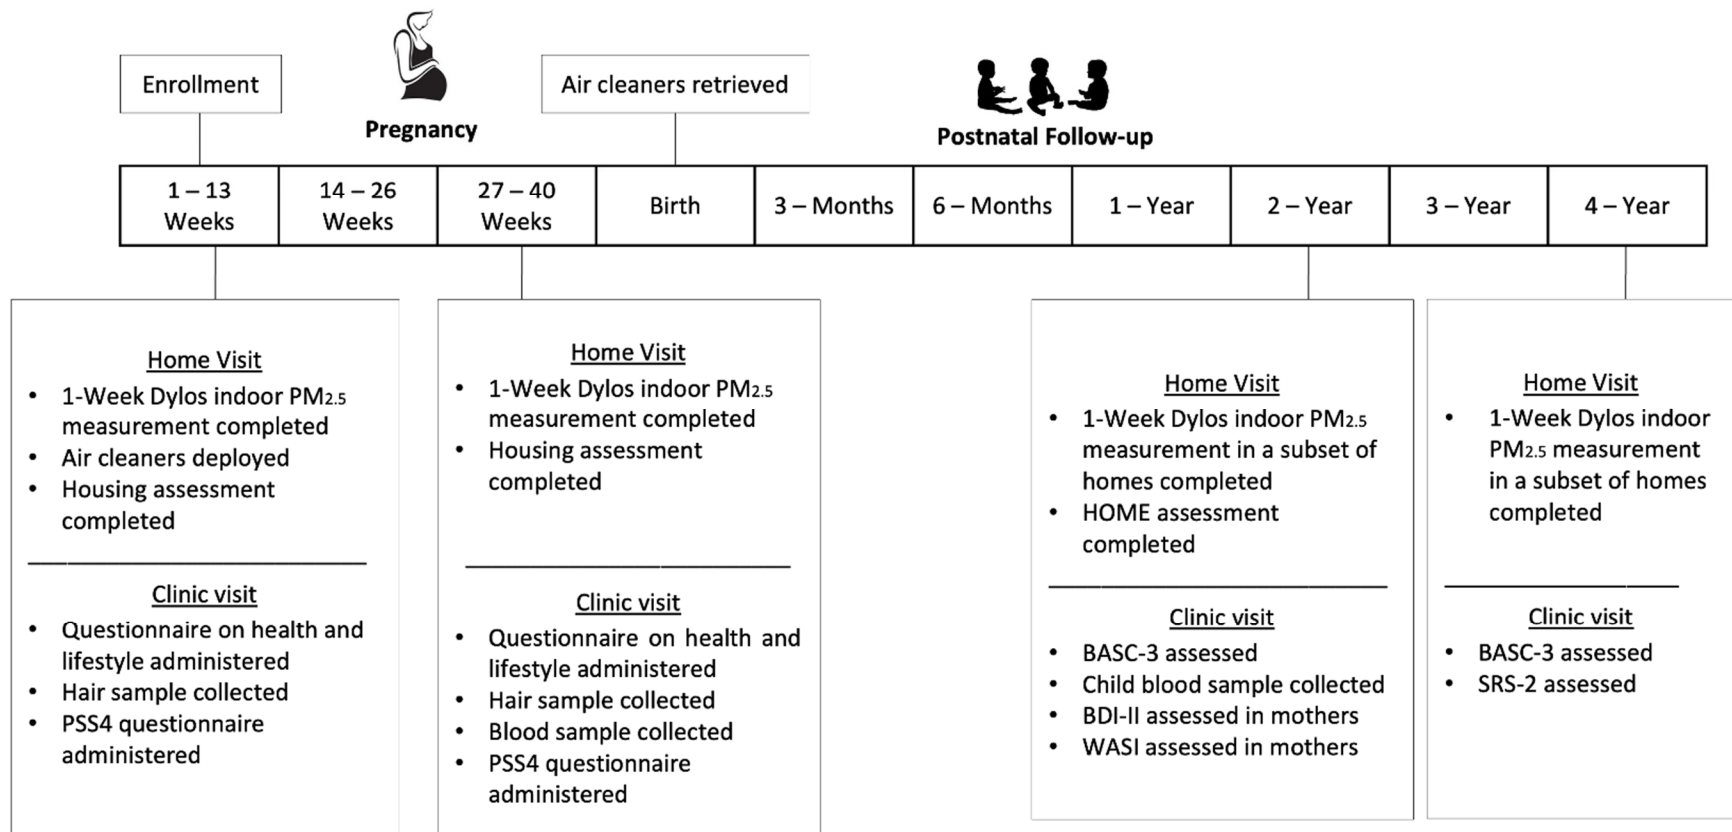 Enrollment
Pregnancy
Air cleaners retrieved
Postnatal Follow-up
1 – 13
Weeks
14 – 26
Weeks
27 – 40
Weeks
Birth
3 – Months
6 – Months
1 – Year
2 – Year
3 – Year
4 – Year
Home Visit
• 1-Week Dylos indoor PM2.5
measurement completed
• Air cleaners deployed
• Housing assessment
completed
Clinic visit
• Questionnaire on health and
lifestyle administered
• Hair sample collected
• PSS4 questionnaire
administered
Home Visit
• 1-Week Dylos indoor PM2.5
measurement completed
• Housing assessment
completed
Clinic visit
• Questionnaire on health and
lifestyle administered
• Hair sample collected
• Blood sample collected
• PSS4 questionnaire
administered
Home Visit
• 1-Week Dylos indoor PM2.5
measurement in a subset of
homes completed
• HOME assessment
completed
Clinic visit
• BASC-3 assessed
• Child blood sample collected
• BDI-II assessed in mothers
• WASI assessed in mothers
Home Visit
• 1-Week Dylos indoor
PM2.5 measurement
in a subset of homes
completed
Clinic visit
• BASC-3 assessed
• SRS-2 assessed